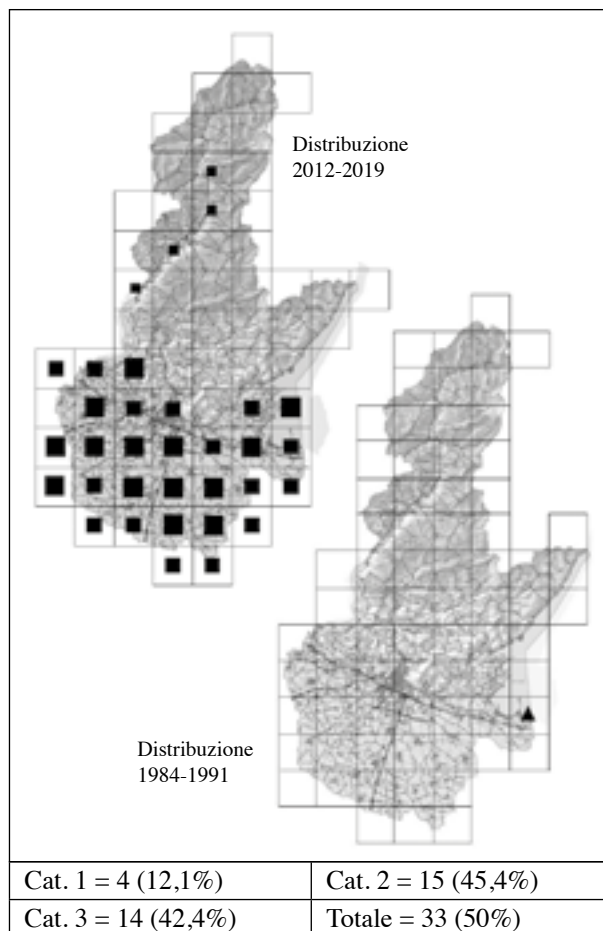 Distribuzione
2012-2019
Distribuzione
1984-1991
Cat. 1 = 4 (12,1%)
Cat. 2 = 15 (45,4%)
Cat. 3 = 14 (42,4%)
Totale = 33 (50%)